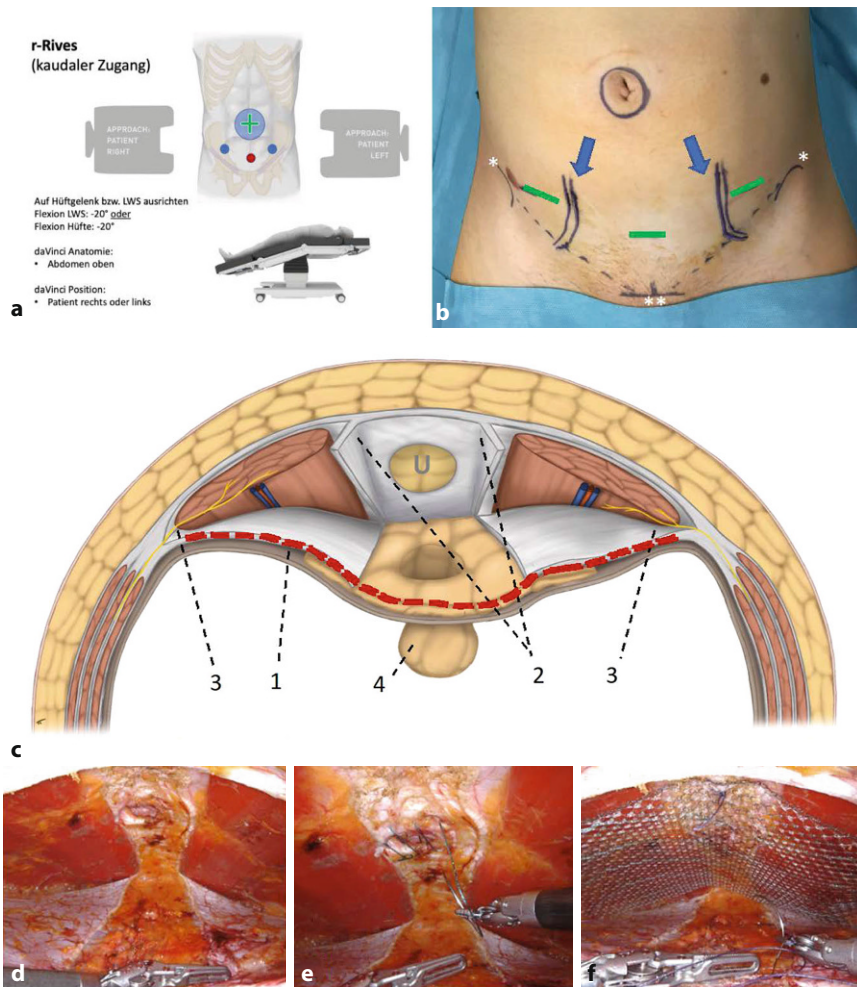 r-Rives
(kaudaler Zugang)
APPROACH:
PATIENT
RIGHT
APPROACH:
PATIENT
LEFT
Auf Hüftgelenk bzw. LWS ausrichten
Flexion LWS: -20° oder
Flexion Hüfte: -20°
daVinci Anatomie:
• Abdomen oben
daVinci Position:
• Patient rechts oder links
a
*
*
**
b
U
3
1
4
2
3
c
d
e
f